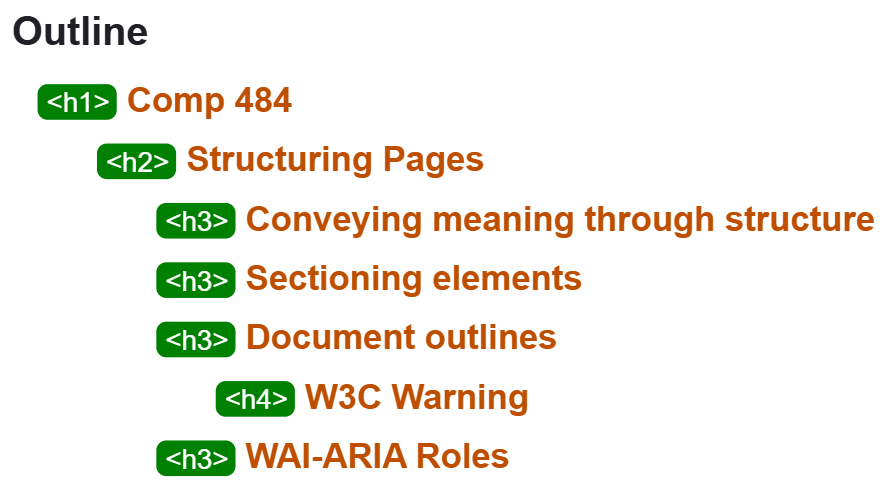 Outline
<h1> Comp 484
<h2> Structuring Pages
<h3> Conveying meaning through structure
<h3> Sectioning elements
<h3> Document outlines
<h4> W3C Warning
<h3> WAI-ARIA Roles